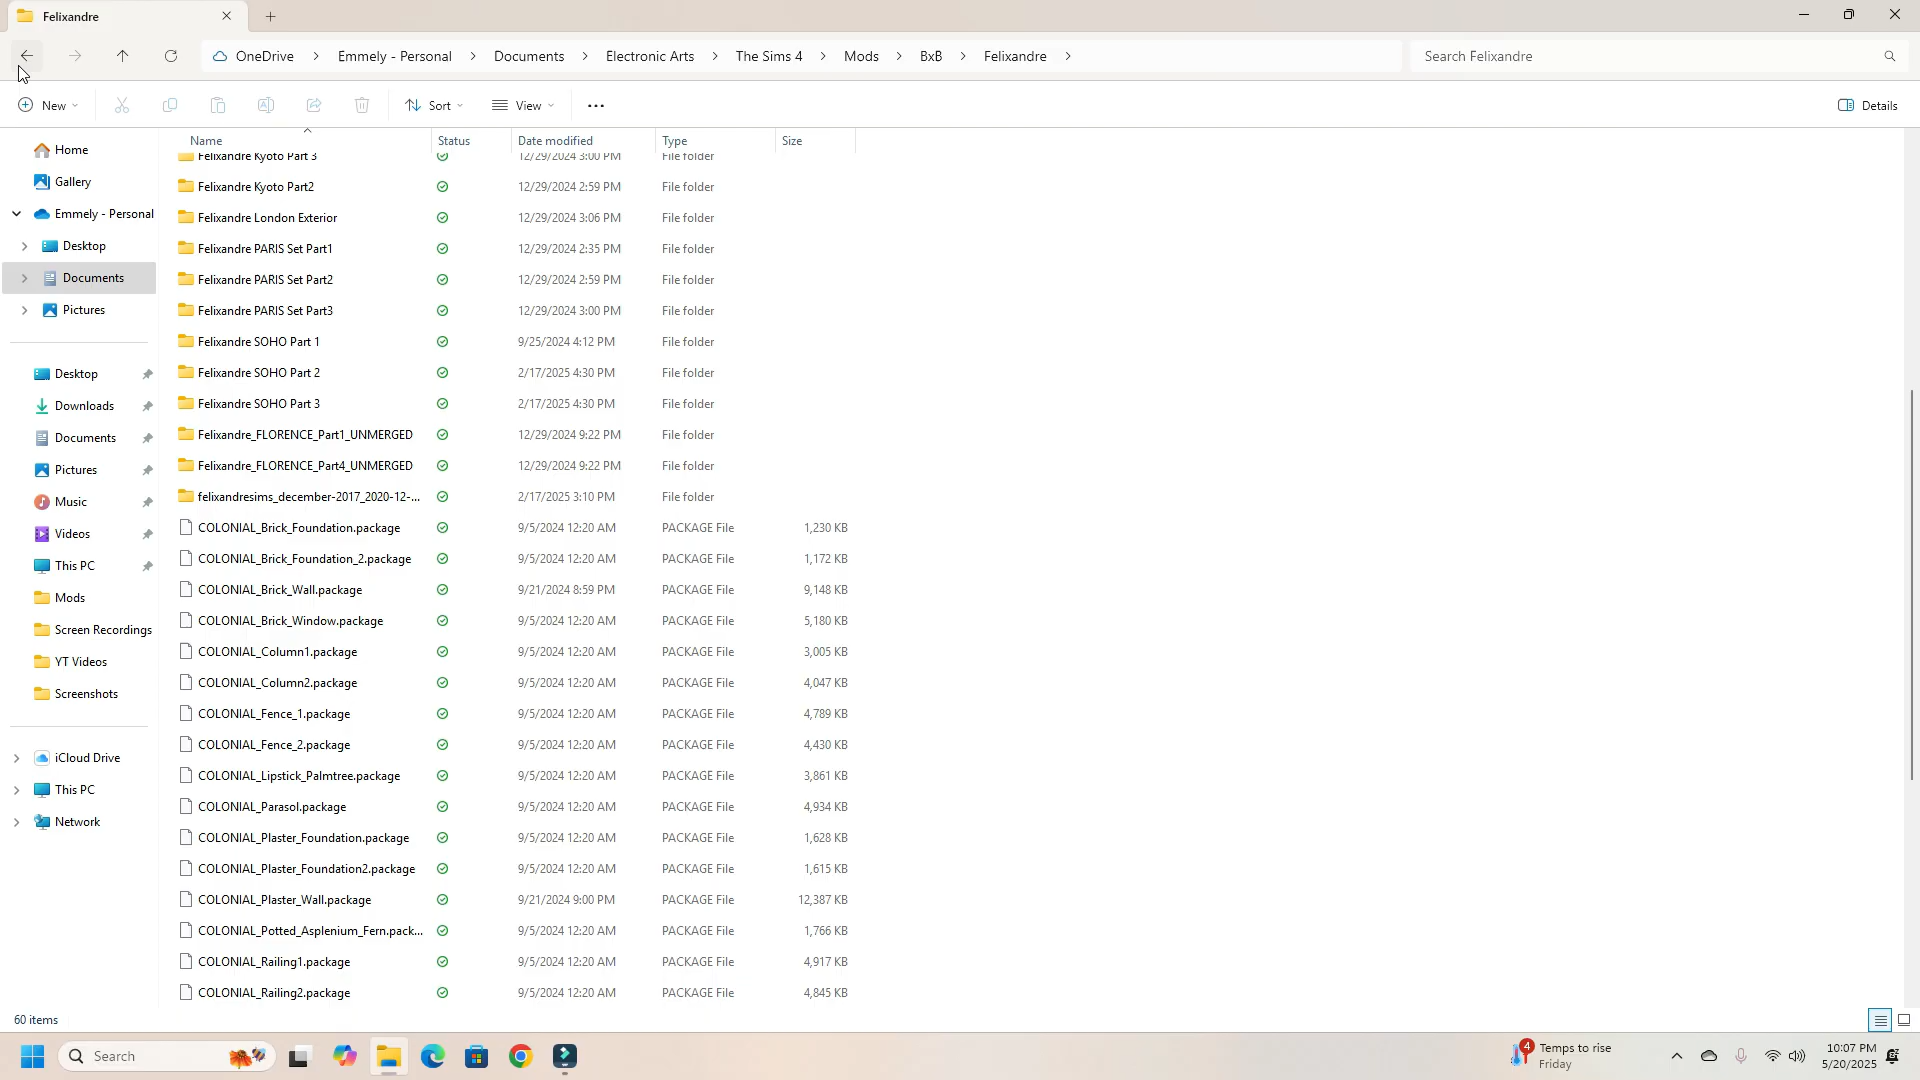 Felixandre
OneDrive > Emmely - Personal > Documents > Electronic Arts > The Sims 4 > Mods > BxB > Felixandre >
Search Felixandre
New
Sort
View
Details
Home
Gallery
Emmely - Personal
Desktop
Documents
Pictures
Desktop
Downloads
Documents
Pictures
Music
Videos
This PC
Mods
Screen Recordings
YT Videos
Screenshots
iCloud Drive
This PC
Network
Name Status Date modified Type Size
Felixandre Kyoto Part 3 12/29/2024 3:00 PM File folder
Felixandre Kyoto Part2 12/29/2024 2:59 PM File folder
Felixandre London Exterior 12/29/2024 3:06 PM File folder
Felixandre PARIS Set Part1 12/29/2024 2:35 PM File folder
Felixandre PARIS Set Part2 12/29/2024 2:59 PM File folder
Felixandre PARIS Set Part3 12/29/2024 3:00 PM File folder
Felixandre SOHO Part 1 9/25/2024 4:12 PM File folder
Felixandre SOHO Part 2 2/17/2025 4:30 PM File folder
Felixandre SOHO Part 3 2/17/2025 4:30 PM File folder
Felixandre_FLORENCE_Part1_UNMERGED 12/29/2024 9:22 PM File folder
Felixandre_FLORENCE_Part4_UNMERGED 12/29/2024 9:22 PM File folder
felixandresims_december-2017_2020-12-... 2/17/2025 3:10 PM File folder
COLONIAL_Brick_Foundation.package 9/5/2024 12:20 AM PACKAGE File 1,230 KB
COLONIAL_Brick_Foundation_2.package 9/5/2024 12:20 AM PACKAGE File 1,172 KB
COLONIAL_Brick_Wall.package 9/21/2024 8:59 PM PACKAGE File 9,148 KB
COLONIAL_Brick_Window.package 9/5/2024 12:20 AM PACKAGE File 5,180 KB
COLONIAL_Column1.package 9/5/2024 12:20 AM PACKAGE File 3,005 KB
COLONIAL_Column2.package 9/5/2024 12:20 AM PACKAGE File 4,047 KB
COLONIAL_Fence_1.package 9/5/2024 12:20 AM PACKAGE File 4,789 KB
COLONIAL_Fence_2.package 9/5/2024 12:20 AM PACKAGE File 4,430 KB
COLONIAL_Lipstick_Palmtree.package 9/5/2024 12:20 AM PACKAGE File 3,861 KB
COLONIAL_Parasol.package 9/5/2024 12:20 AM PACKAGE File 4,934 KB
COLONIAL_Plaster_Foundation.package 9/5/2024 12:20 AM PACKAGE File 1,628 KB
COLONIAL_Plaster_Foundation2.package 9/5/2024 12:20 AM PACKAGE File 1,615 KB
COLONIAL_Plaster_Wall.package 9/21/2024 9:00 PM PACKAGE File 12,387 KB
COLONIAL_Potted_Asplenium_Fern.pack... 9/5/2024 12:20 AM PACKAGE File 1,766 KB
COLONIAL_Railing1.package 9/5/2024 12:20 AM PACKAGE File 4,917 KB
COLONIAL_Railing2.package 9/5/2024 12:20 AM PACKAGE File 4,845 KB
60 items
Search
4
Temps to rise
Friday
10:07 PM
5/20/2025